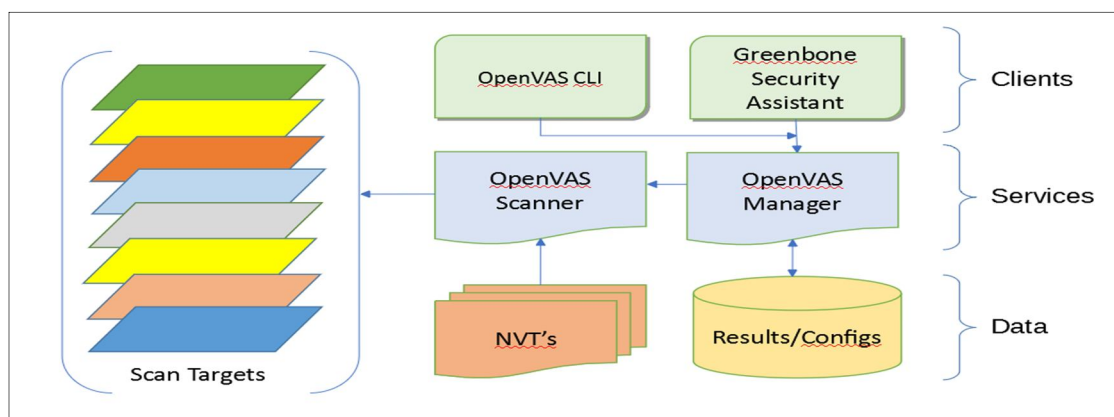 OpenVAS CLI
Greenbone
Security
Assistant
Clients
OpenVAS
Scanner
OpenVAS
Manager
Services
NVT's
Results/Configs
Data
Scan Targets